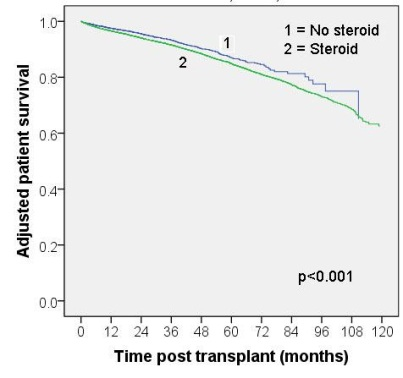 1.0
0.8
0.6
0.4
0.2
0.0
Adjusted patient survival
1 = No steroid
2 = Steroid
1
2
p<0.001
0 12 24 36 48 60 72 84 96 108 120
Time post transplant (months)